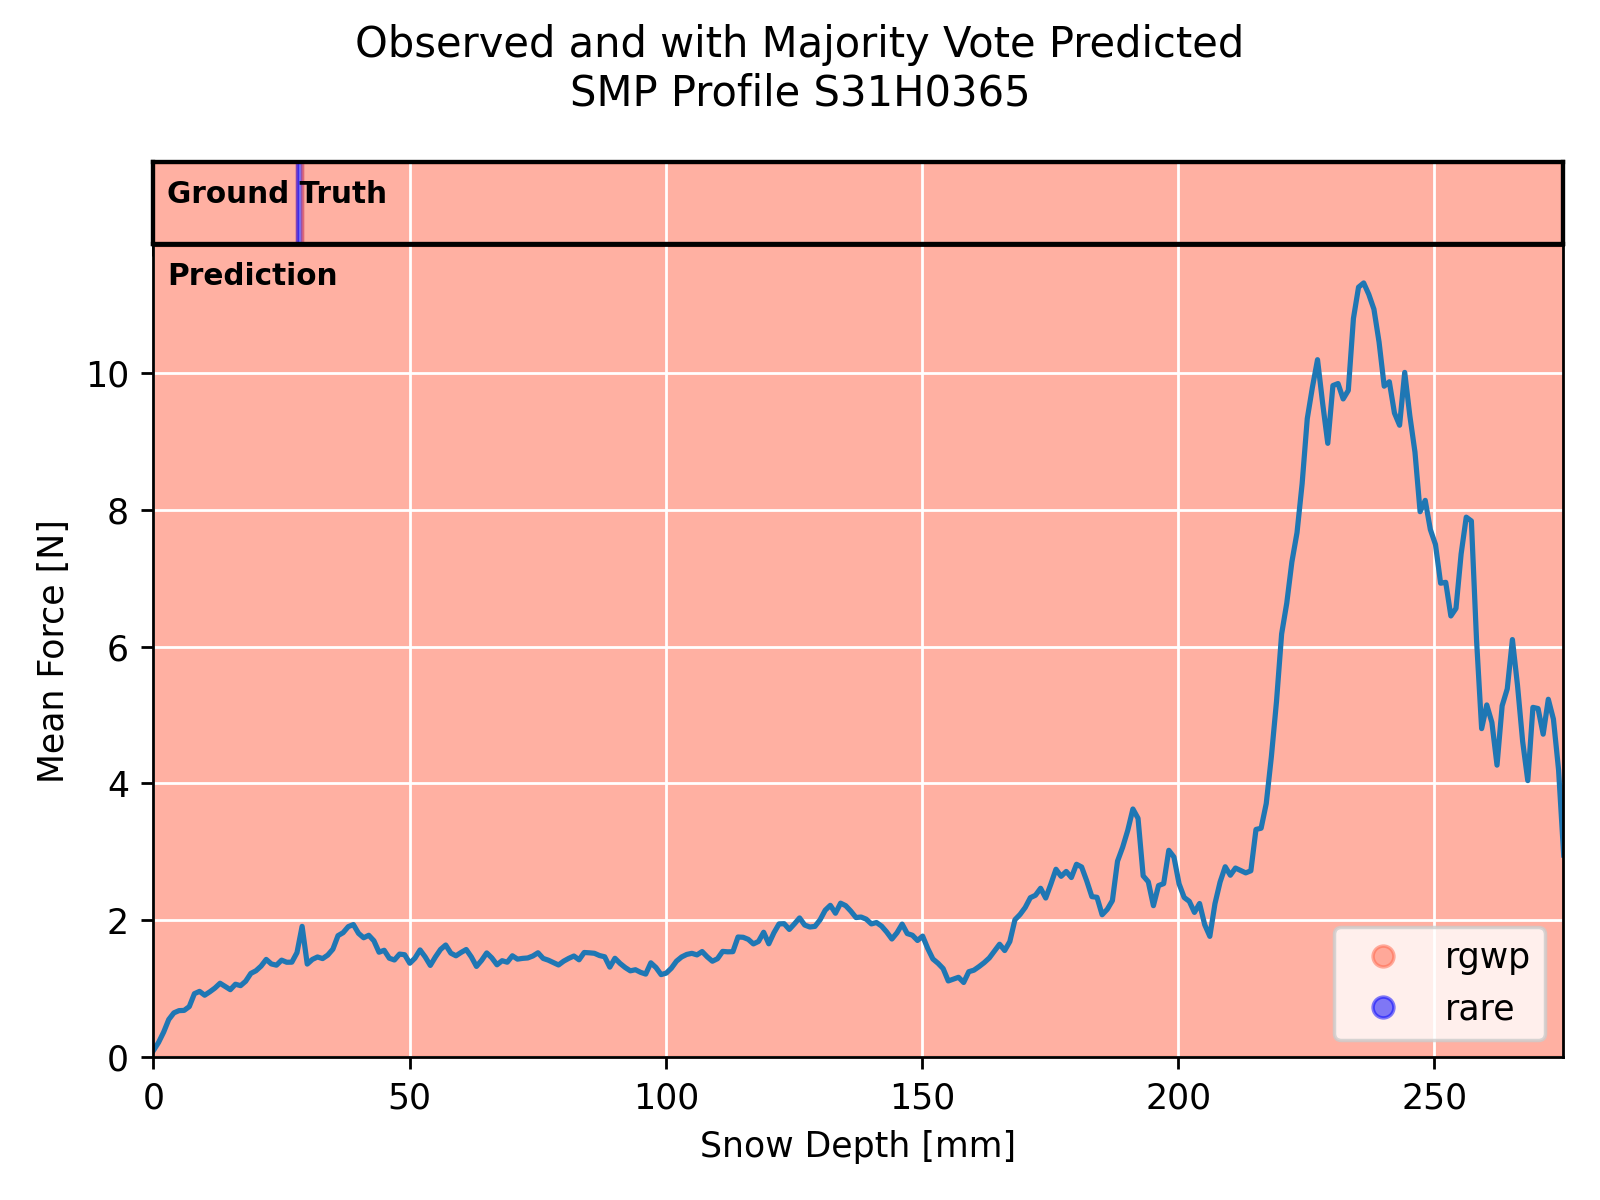 Observed and with Majority Vote Predicted
SMP Profile S31H0365
Ground Truth
Prediction
10
8
6
4
2
0
Mean Force [N]
0 50 100 150 200 250
Snow Depth [mm]
rgwp
rare